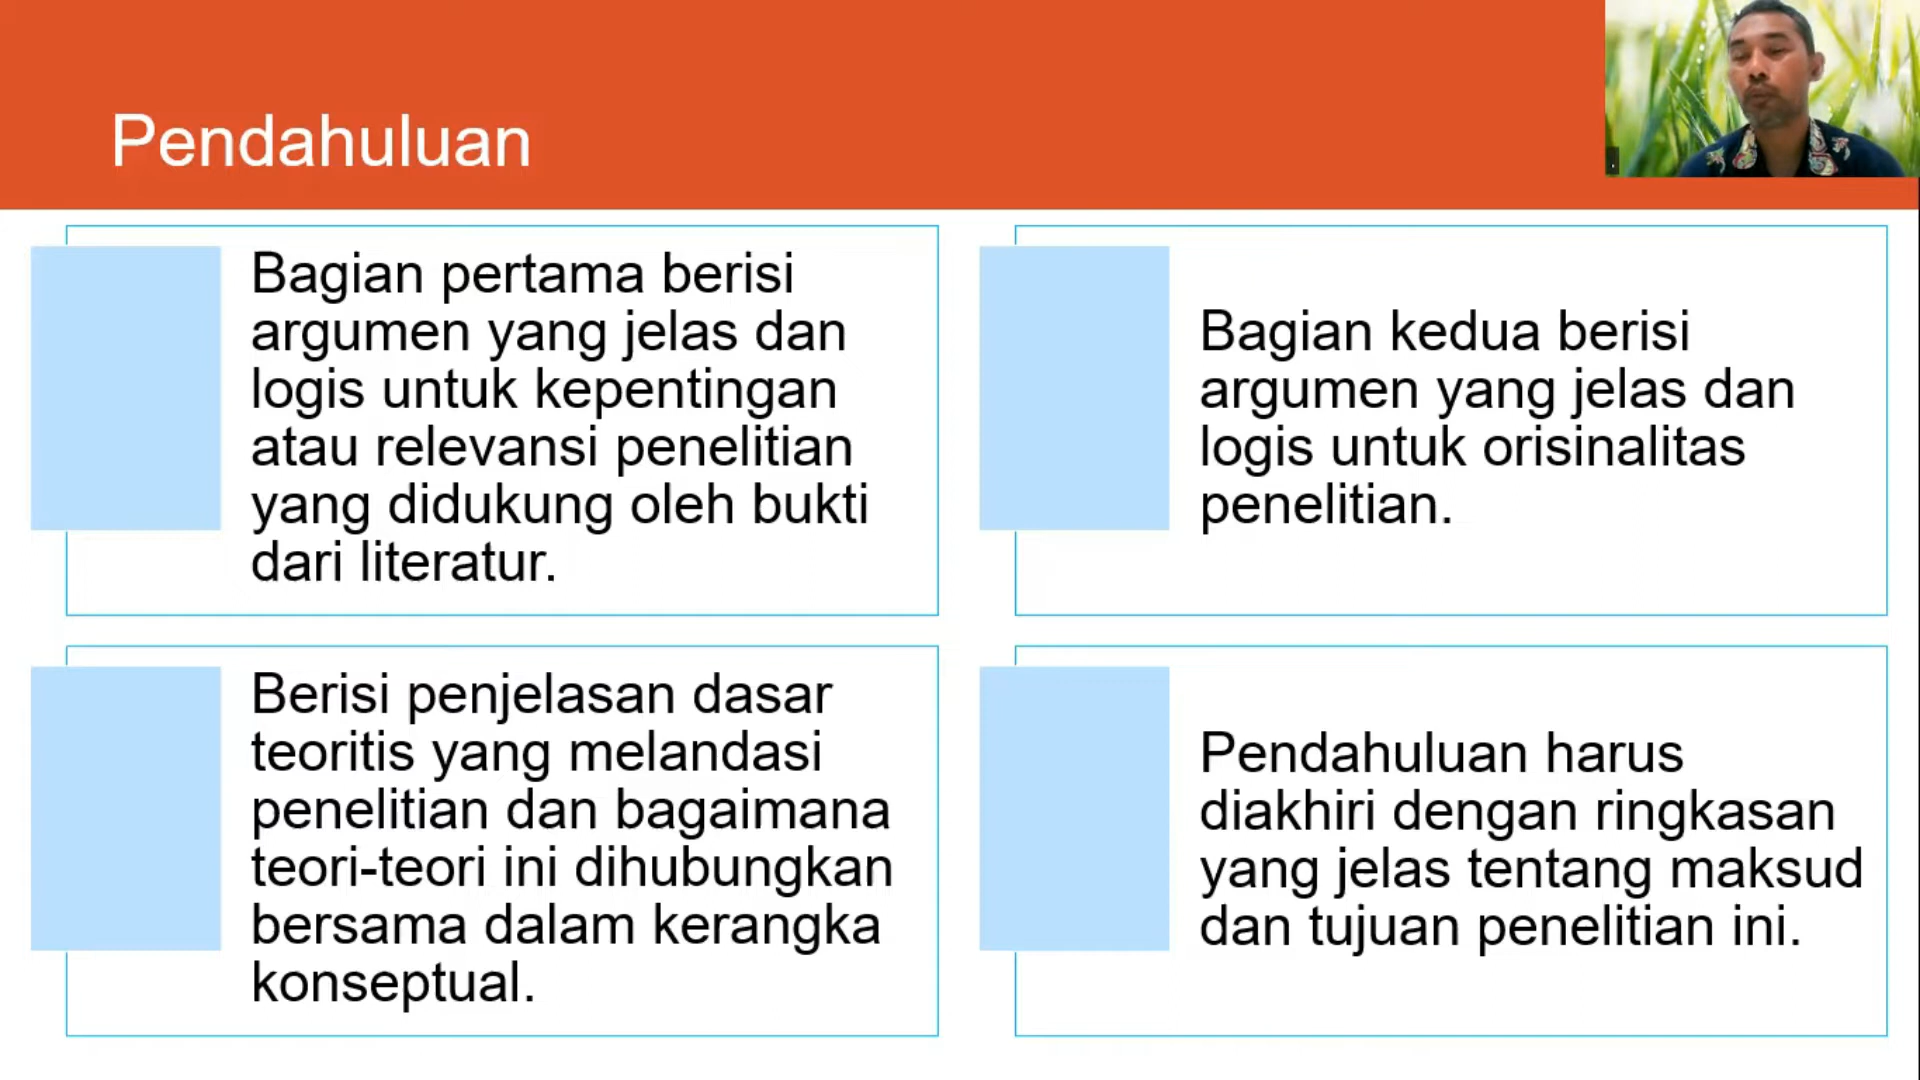 Pendahuluan
Bagian pertama berisi
argumen yang jelas dan
logis untuk kepentingan
atau relevansi penelitian
yang didukung oleh bukti
dari literatur.
Bagian kedua berisi
argumen yang jelas dan
logis untuk orisinalitas
penelitian.
Berisi penjelasan dasar
teoritis yang melandasi
penelitian dan bagaimana
teori-teori ini dihubungkan
bersama dalam kerangka
konseptual.
Pendahuluan harus
diakhiri dengan ringkasan
yang jelas tentang maksud
dan tujuan penelitian ini.